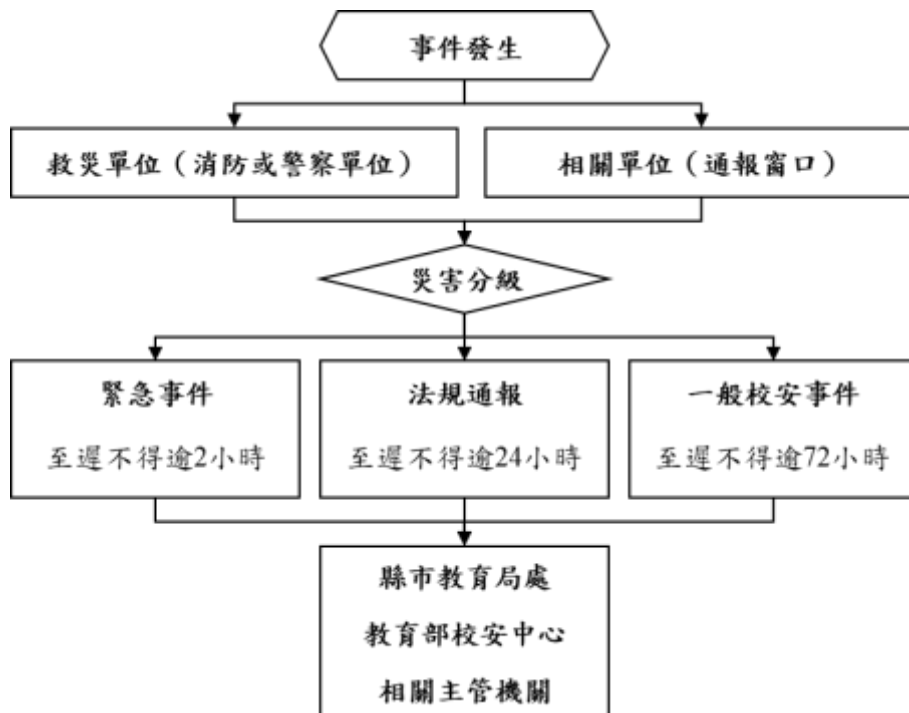 事件發生
救災單位（消防或警察單位）
相關單位（通報窗口）
災害分級
緊急事件
至遲不得逾2小時
法規通報
至遲不得逾24小時
一般校安事件
至遲不得逾72小時
縣市教育局處
教育部校安中心
相關主管機關